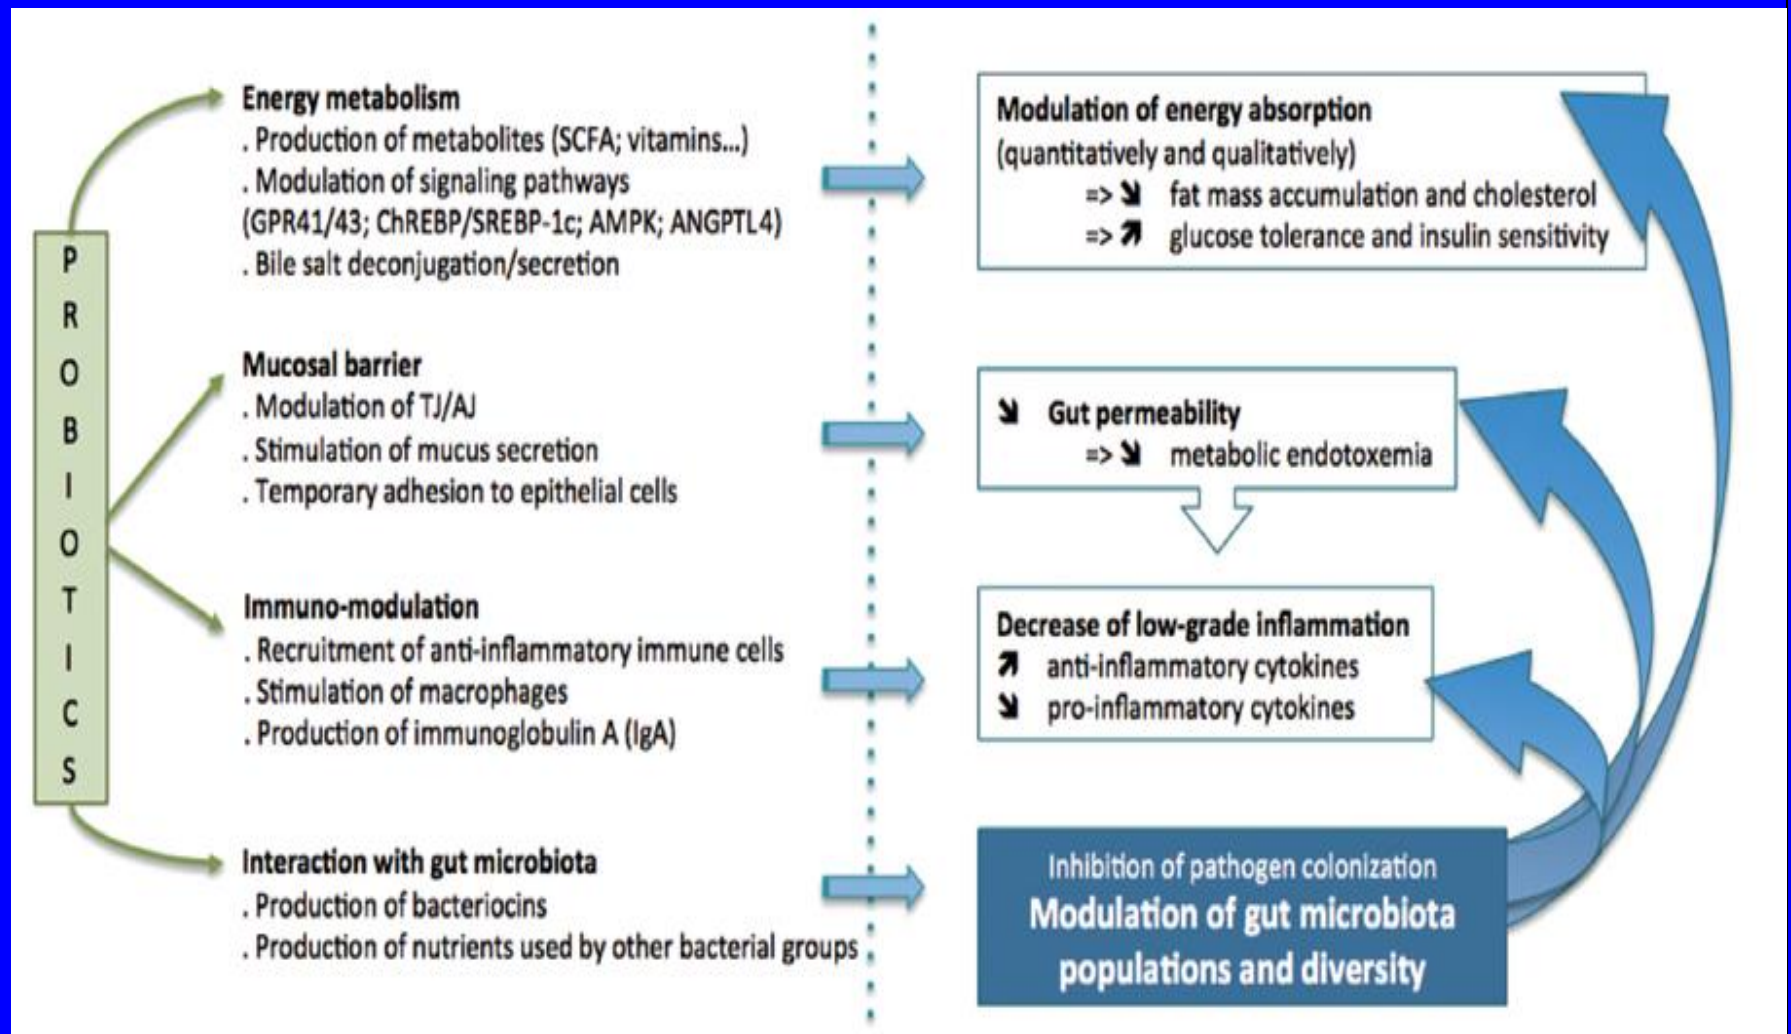 PROBIOTICS
Energy metabolism
. Production of metabolites (SCFA; vitamins...)
. Modulation of signaling pathways
(GPR41/43; ChREBP/SREBP-1c; AMPK; ANGPTL4)
. Bile salt deconjugation/secretion
Modulation of energy absorption
(quantitatively and qualitatively)
=> ↘ fat mass accumulation and cholesterol
=> ↗ glucose tolerance and insulin sensitivity
Mucosal barrier
. Modulation of TJ/AJ
. Stimulation of mucus secretion
. Temporary adhesion to epithelial cells
↘ Gut permeability
=> ↘ metabolic endotoxemia
Immuno-modulation
. Recruitment of anti-inflammatory immune cells
. Stimulation of macrophages
. Production of immunoglobulin A (IgA)
Decrease of low-grade inflammation
↗ anti-inflammatory cytokines
↘ pro-inflammatory cytokines
Interaction with gut microbiota
. Production of bacteriocins
. Production of nutrients used by other bacterial groups
Inhibition of pathogen colonization
Modulation of gut microbiota
populations and diversity